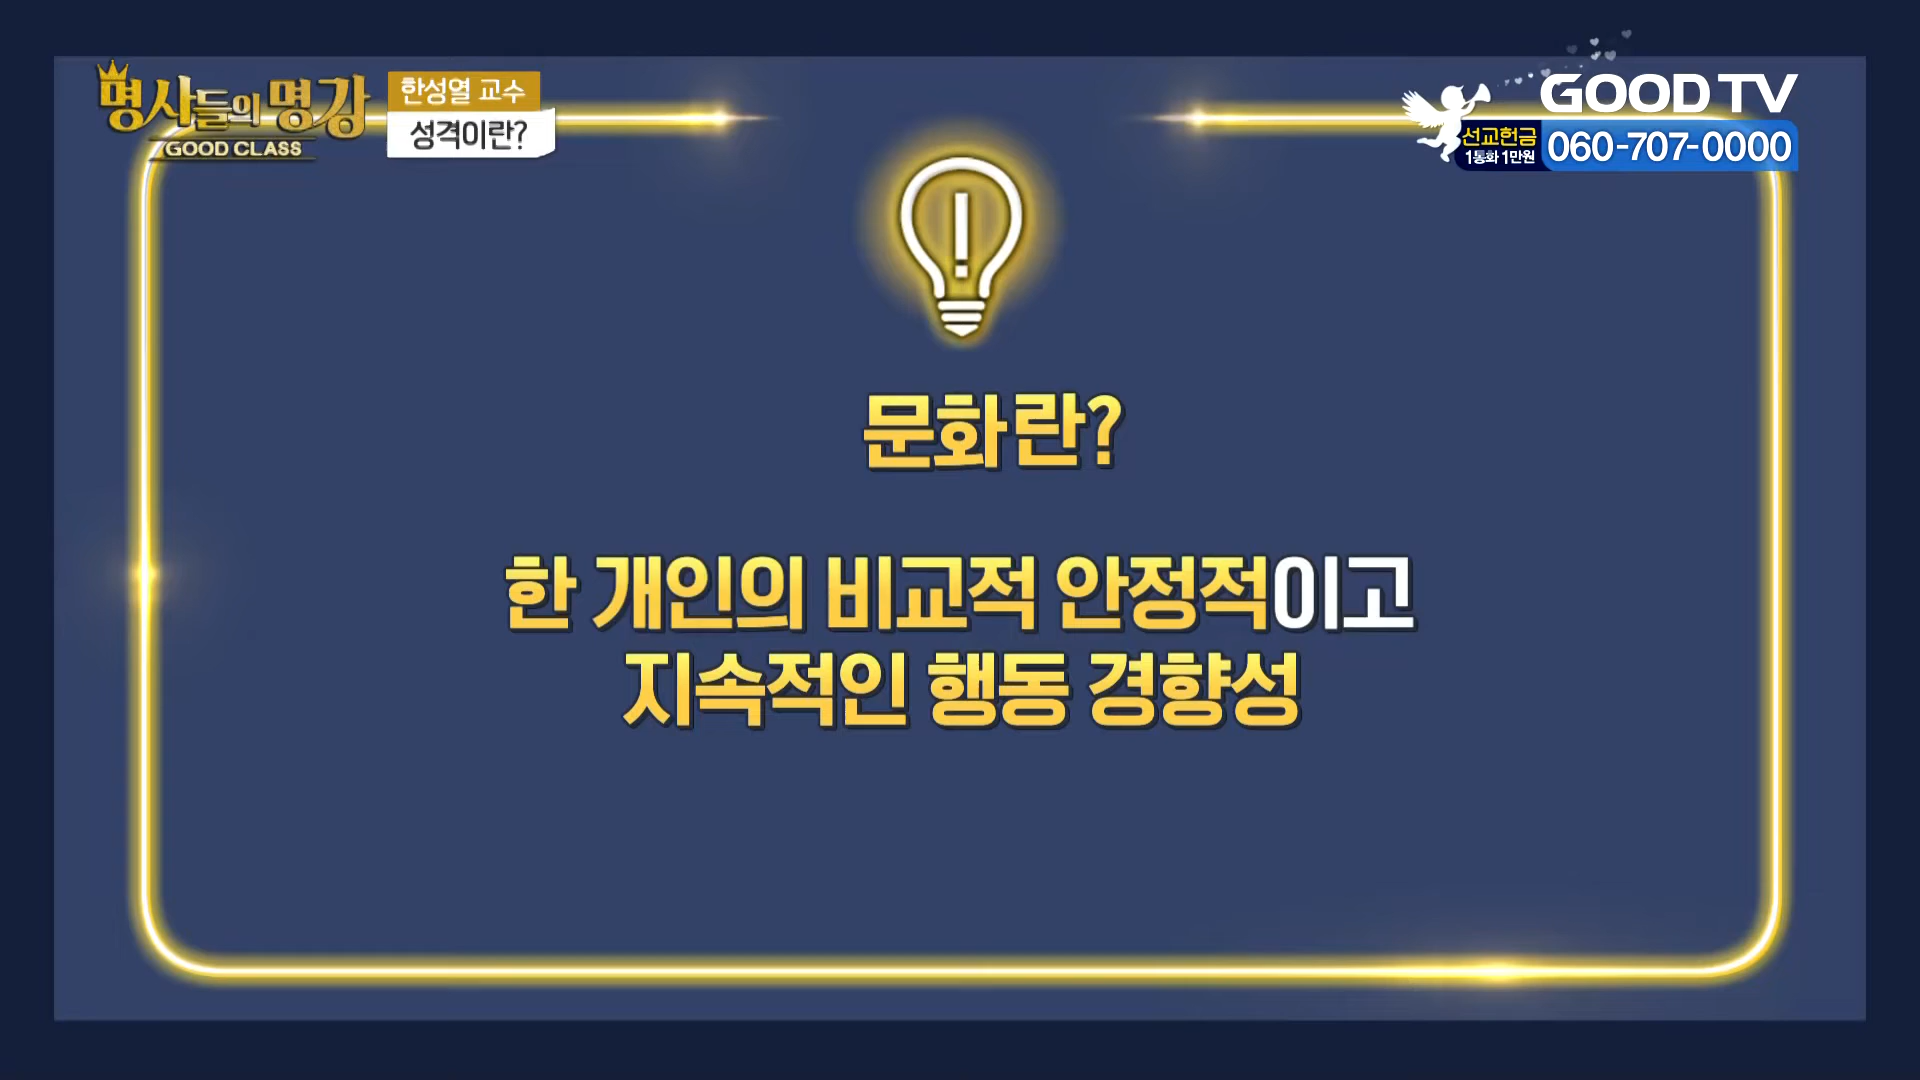 명사들의 명강
GOOD CLASS
한성열 교수
성격이란?
GOOD TV
선교헌금
1통화 1만원
060-707-0000
문화란?
한 개인의 비교적 안정적이고
지속적인 행동 경향성